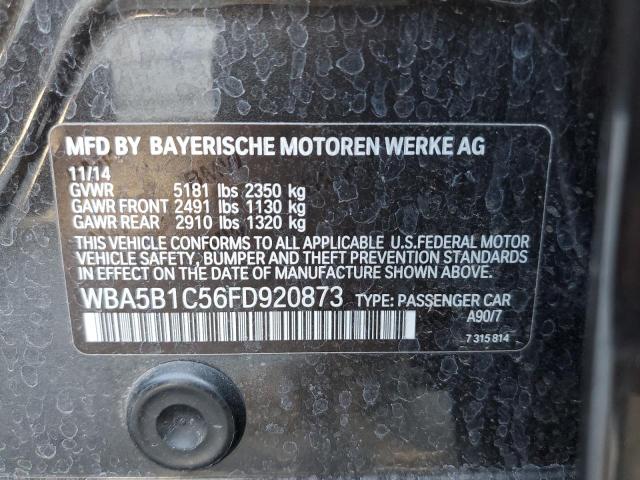 MFD BY BAYERISCHE MOTOREN WERKE AG
11/14
GVWR 5181 lbs 2350 kg
GAWR FRONT 2491 lbs 1130 kg
GAWR REAR 2910 lbs 1320 kg
THIS VEHICLE CONFORMS TO ALL APPLICABLE U.S.FEDERAL MOTOR
VEHICLE SAFETY, BUMPER AND THEFT PREVENTION STANDARDS
IN EFFECT ON THE DATE OF MANUFACTURE SHOWN ABOVE.
WBA5B1C56FD920873 TYPE: PASSENGER CAR
A90/7
7 315 814